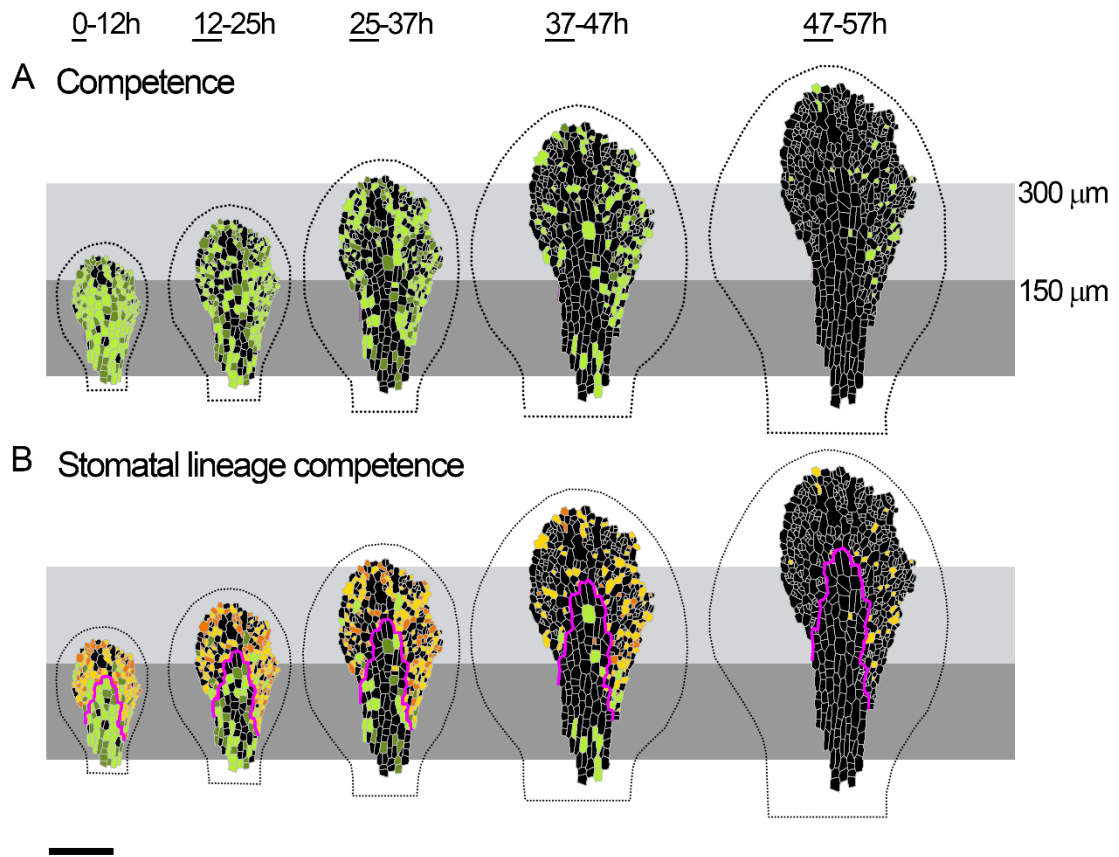 0-12h 12-25h 25-37h 37-47h 47-57h
A Competence
300 μm
150 μm
B Stomatal lineage competence